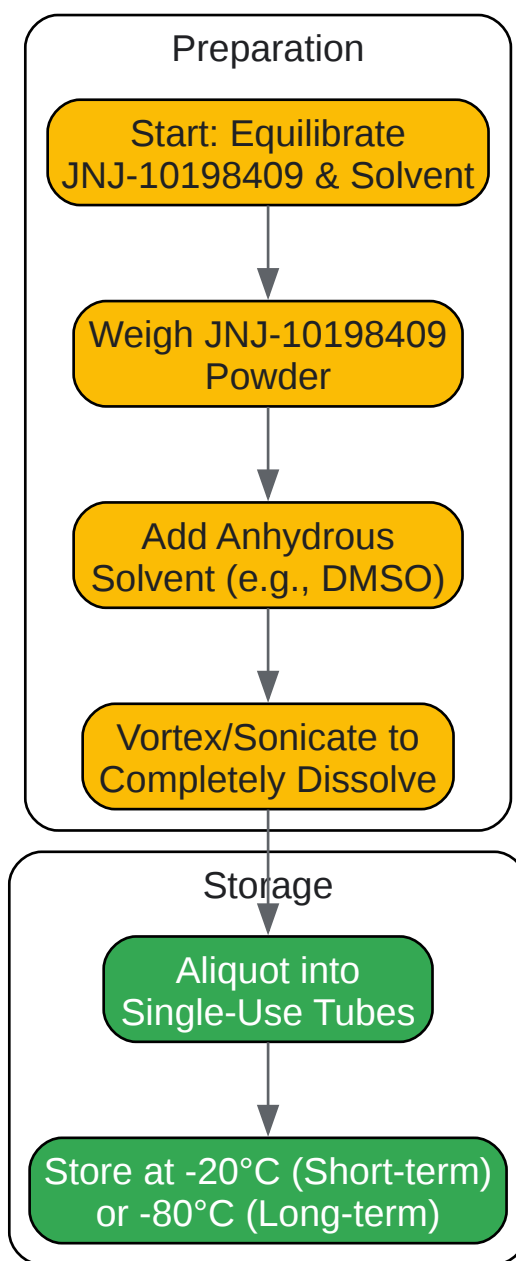 Preparation
Start: Equilibrate
JNJ-10198409 & Solvent
Weigh JNJ-10198409
Powder
Add Anhydrous
Solvent (e.g., DMSO)
Vortex/Sonicate to
Completely Dissolve
Storage
Aliquot into
Single-Use Tubes
Store at -20°C (Short-term)
or -80°C (Long-term)